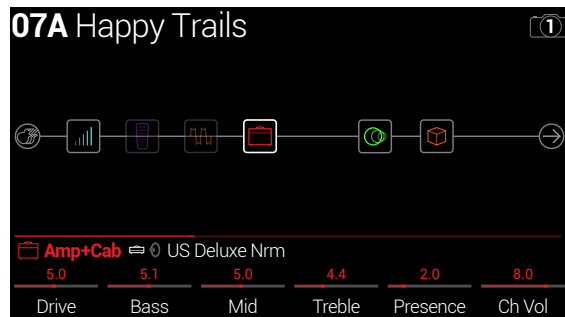 07A Happy Trails
1
Amp+Cab US Deluxe Nrm
5.0 5.1 5.0 4.4 2.0 8.0
Drive Bass Mid Treble Presence Ch Vol